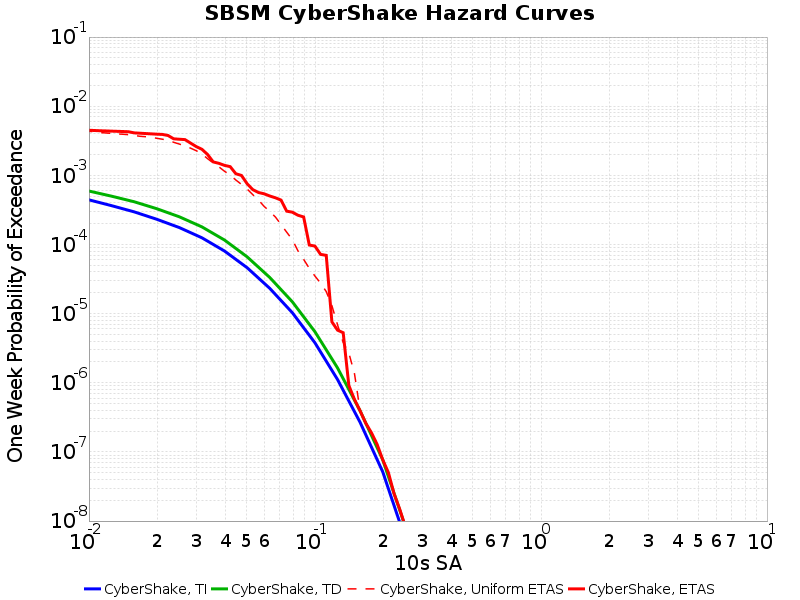 SBSM CyberShake Hazard Curves
One Week Probability of Exceedance
10-1
10-2
10-3
10-4
10-5
10-6
10-7
10-8
10-2 2 3 4 5 6 10-1 2 3 4 5 6 7 100 2 3 4 5 6 7 101
10s SA
CyberShake, TI CyberShake, TD CyberShake, Uniform ETAS CyberShake, ETAS